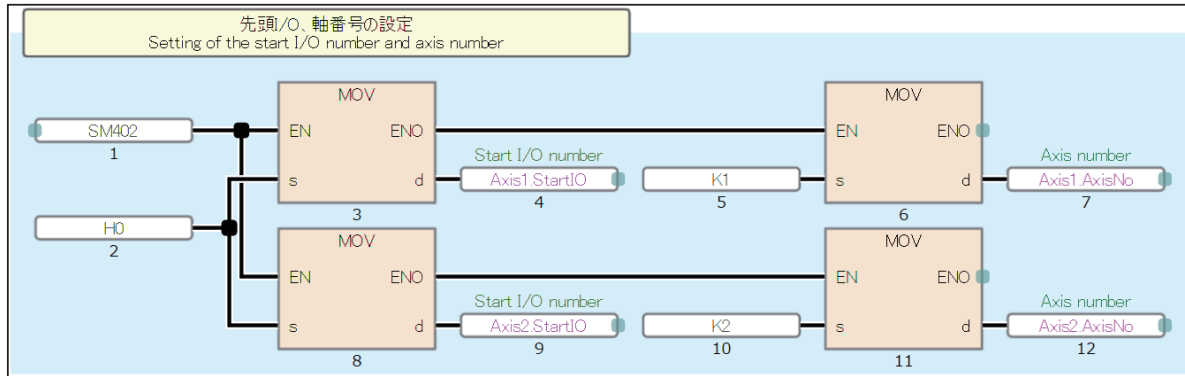 先頭I/O、軸番号の設定
Setting of the start I/O number and axis number
MOV
MOV
SM402
EN
ENO
EN
ENO
1
Start I/O number
Axis number
s
d
Axis1.StartIO
K1
s
d
Axis1.AxisNo
3
4
5
6
7
H0
2
MOV
MOV
EN
ENO
EN
ENO
Start I/O number
Axis number
s
d
Axis2.StartIO
K2
s
d
Axis2.AxisNo
8
9
10
11
12